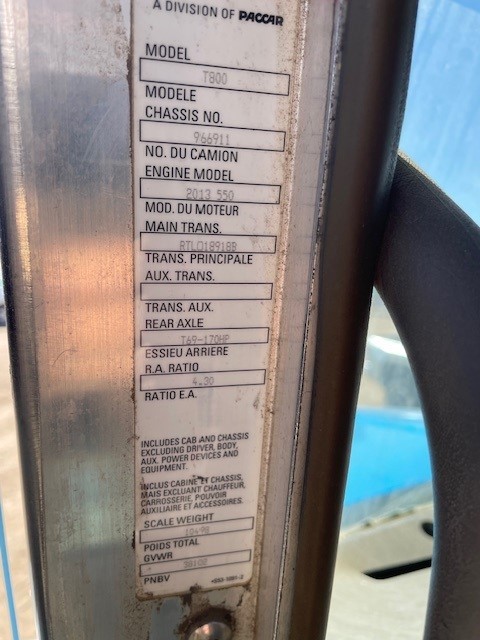 A DIVISION OF PACCAR
MODEL
T800
MODELE
CHASSIS NO.
966911
NO. DU CAMION
ENGINE MODEL
2013 550
MOD. DU MOTEUR
MAIN TRANS.
RTLO18918B
TRANS. PRINCIPALE
AUX. TRANS.
TRANS. AUX.
REAR AXLE
T69-170HP
ESSIEU ARRIERE
R.A. RATIO
4.30
RATIO E.A.
INCLUDES CAB AND CHASSIS
EXCLUDING DRIVER, BODY,
AUX. POWER DEVICES AND
EQUIPMENT.
INCLUS CABINE ET CHASSIS,
MAIS EXCLUANT CHAUFFEUR,
CARROSSERIE, POUVOIR
AUXILIAIRE ET ACCESSOIRES.
SCALE WEIGHT
POIDS TOTAL
GVWR
PNBV